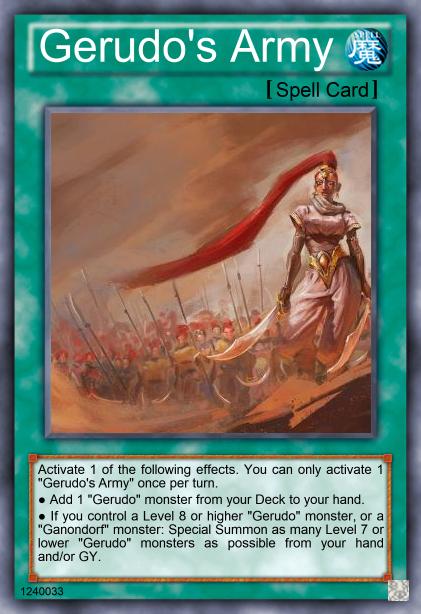 Gerudo's Army
SPELL
魔
[Spell Card]
Activate 1 of the following effects. You can only activate 1
"Gerudo's Army" once per turn.
● Add 1 "Gerudo" monster from your Deck to your hand.
● If you control a Level 8 or higher "Gerudo" monster, or a
"Ganondorf" monster: Special Summon as many Level 7 or
lower "Gerudo" monsters as possible from your hand
and/or GY.
1240033